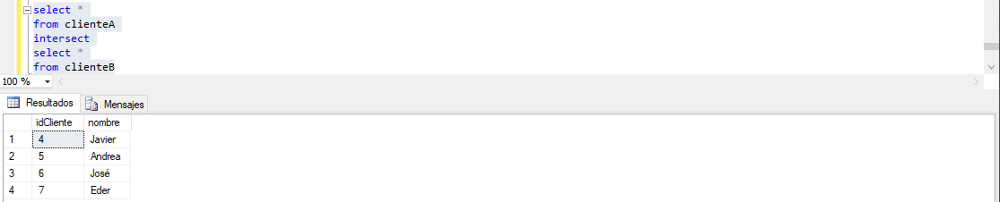 select *
from clienteA
intersect
select *
from clienteB
100 %
Resultados Mensajes
idCliente nombre
1 4 Javier
2 5 Andrea
3 6 José
4 7 Eder